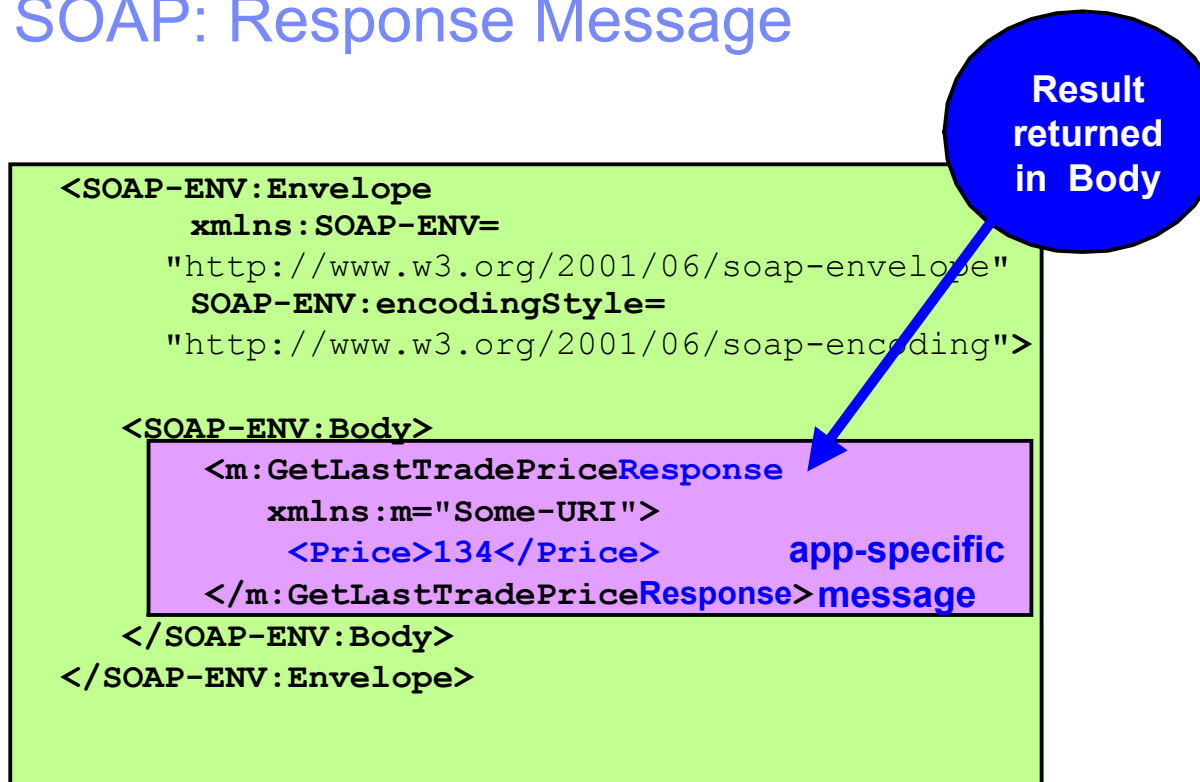 SOAP: Response Message
Result
returned
in Body
<SOAP-ENV:Envelope
xmlns:SOAP-ENV=
"http://www.w3.org/2001/06/soap-envelope"
SOAP-ENV:encodingStyle=
"http://www.w3.org/2001/06/soap-encoding">
<SOAP-ENV:Body>
<m:GetLastTradePriceResponse
xmlns:m="Some-URI">
<Price>134</Price> app-specific
</m:GetLastTradePriceResponse> message
</SOAP-ENV:Body>
</SOAP-ENV:Envelope>